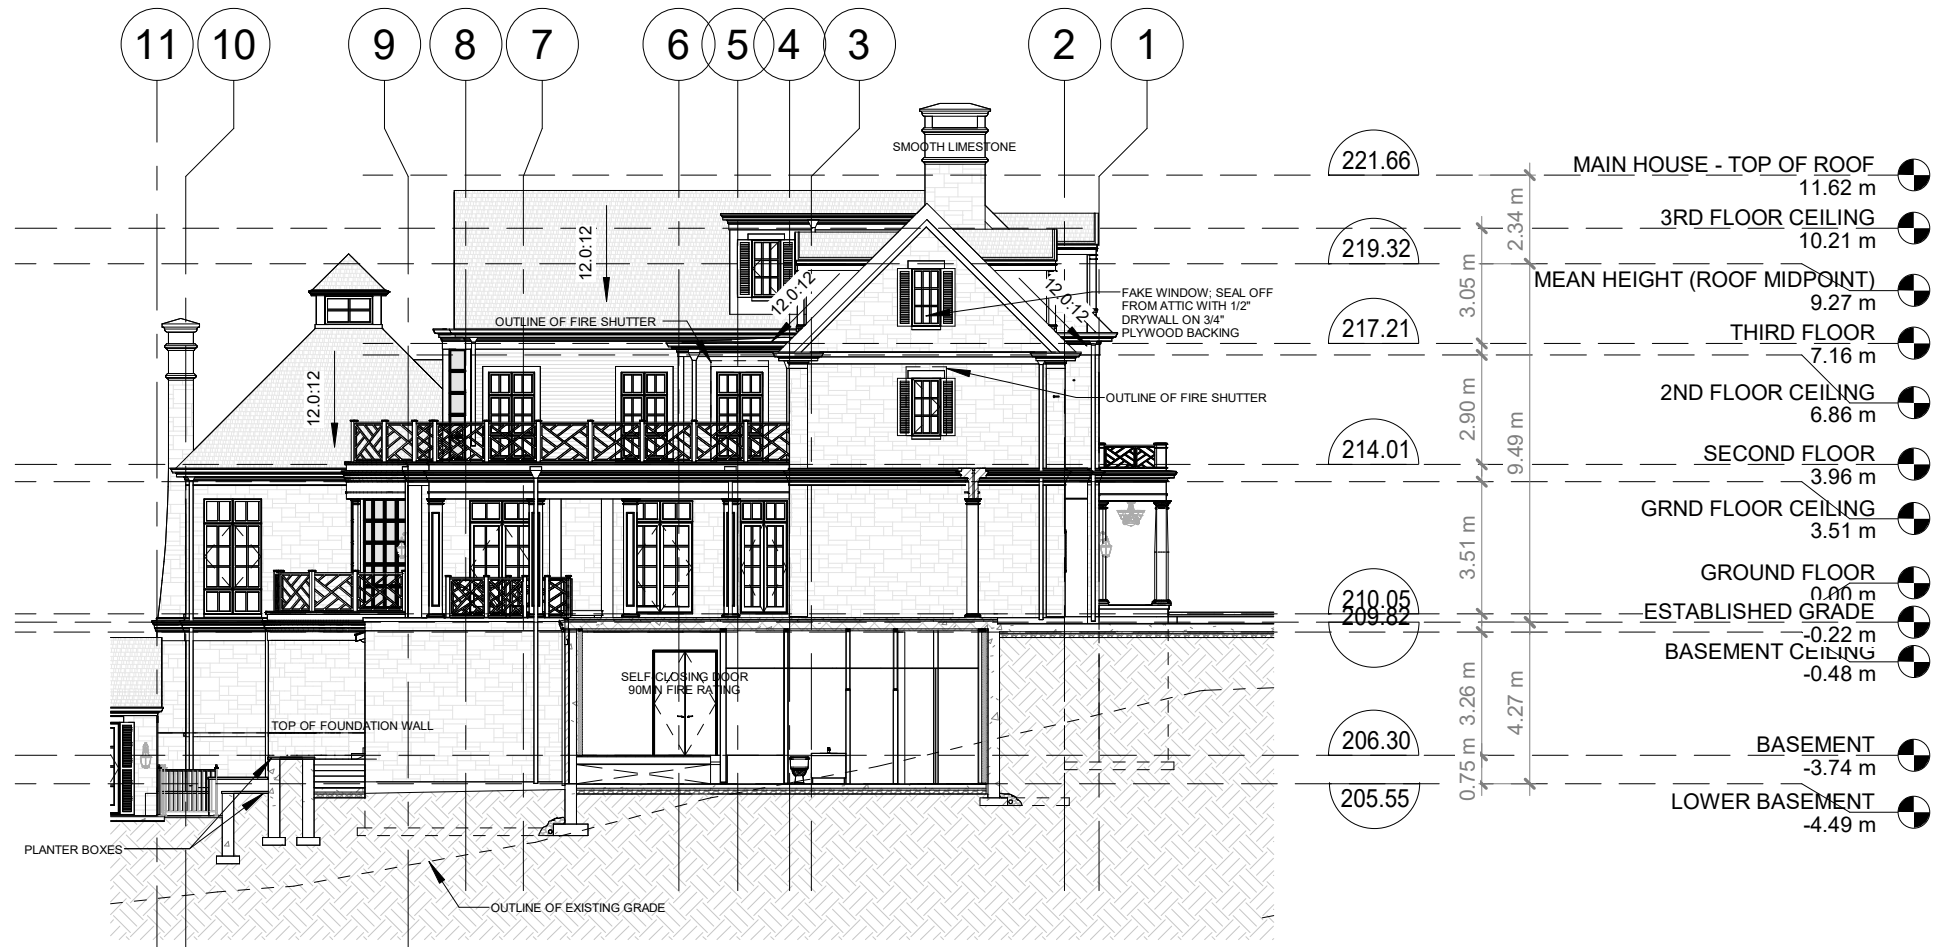 11 10 9 8 7 6 5 4 3 2 1
SMOOTH LIMESTONE
12.0:12
12.0:12
12.0:12
12.0:12
OUTLINE OF FIRE SHUTTER
FAKE WINDOW; SEAL OFF
FROM ATTIC WITH 1/2"
DRYWALL ON 3/4"
PLYWOOD BACKING
OUTLINE OF FIRE SHUTTER
SELF CLOSING DOOR
90MIN FIRE RATING
TOP OF FOUNDATION WALL
PLANTER BOXES
OUTLINE OF EXISTING GRADE
221.66
219.32
217.21
214.01
210.05
209.82
206.30
205.55
3.05 m
2.90 m
3.51 m
3.26 m
0.75 m
2.34 m
9.49 m
4.27 m
MAIN HOUSE - TOP OF ROOF
11.62 m
3RD FLOOR CEILING
10.21 m
MEAN HEIGHT (ROOF MIDPOINT)
9.27 m
THIRD FLOOR
7.16 m
2ND FLOOR CEILING
6.86 m
SECOND FLOOR
3.96 m
GRND FLOOR CEILING
3.51 m
GROUND FLOOR
0.00 m
ESTABLISHED GRADE
-0.22 m
BASEMENT CEILING
-0.48 m
BASEMENT
-3.74 m
LOWER BASEMENT
-4.49 m